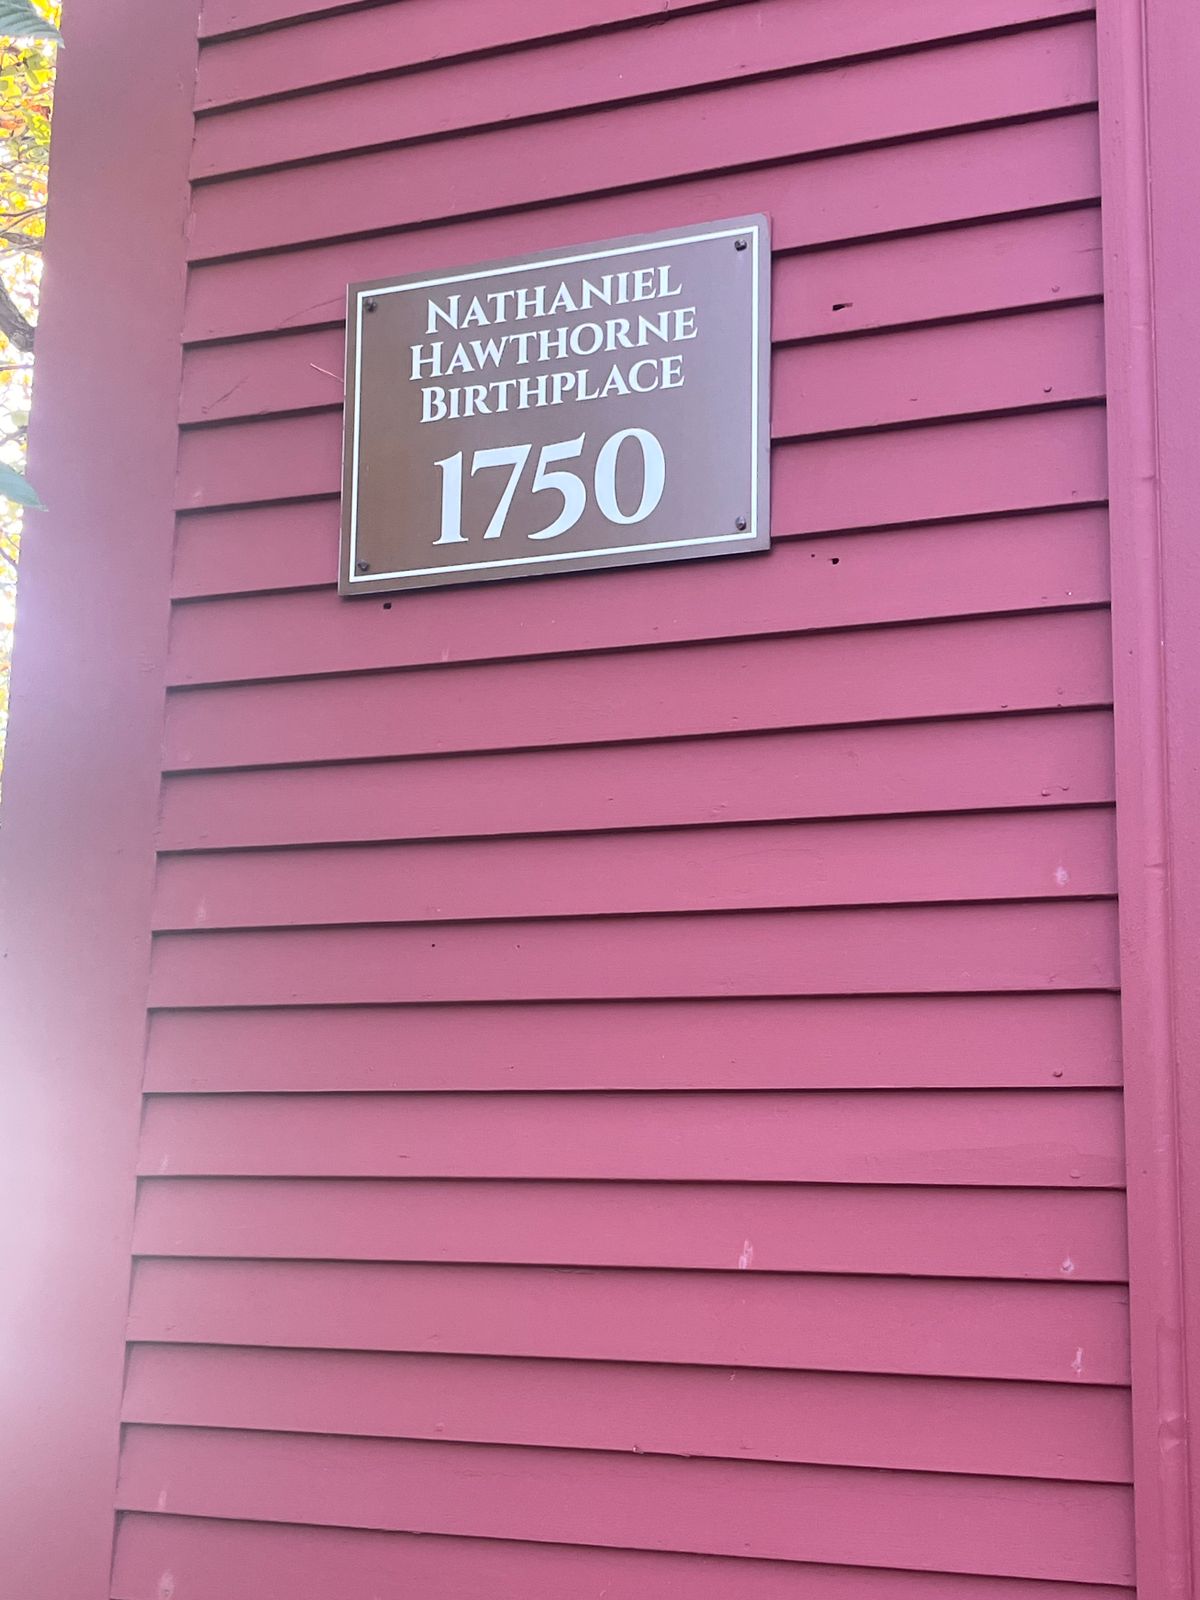 NATHANIEL
HAWTHORNE
BIRTHPLACE
1750